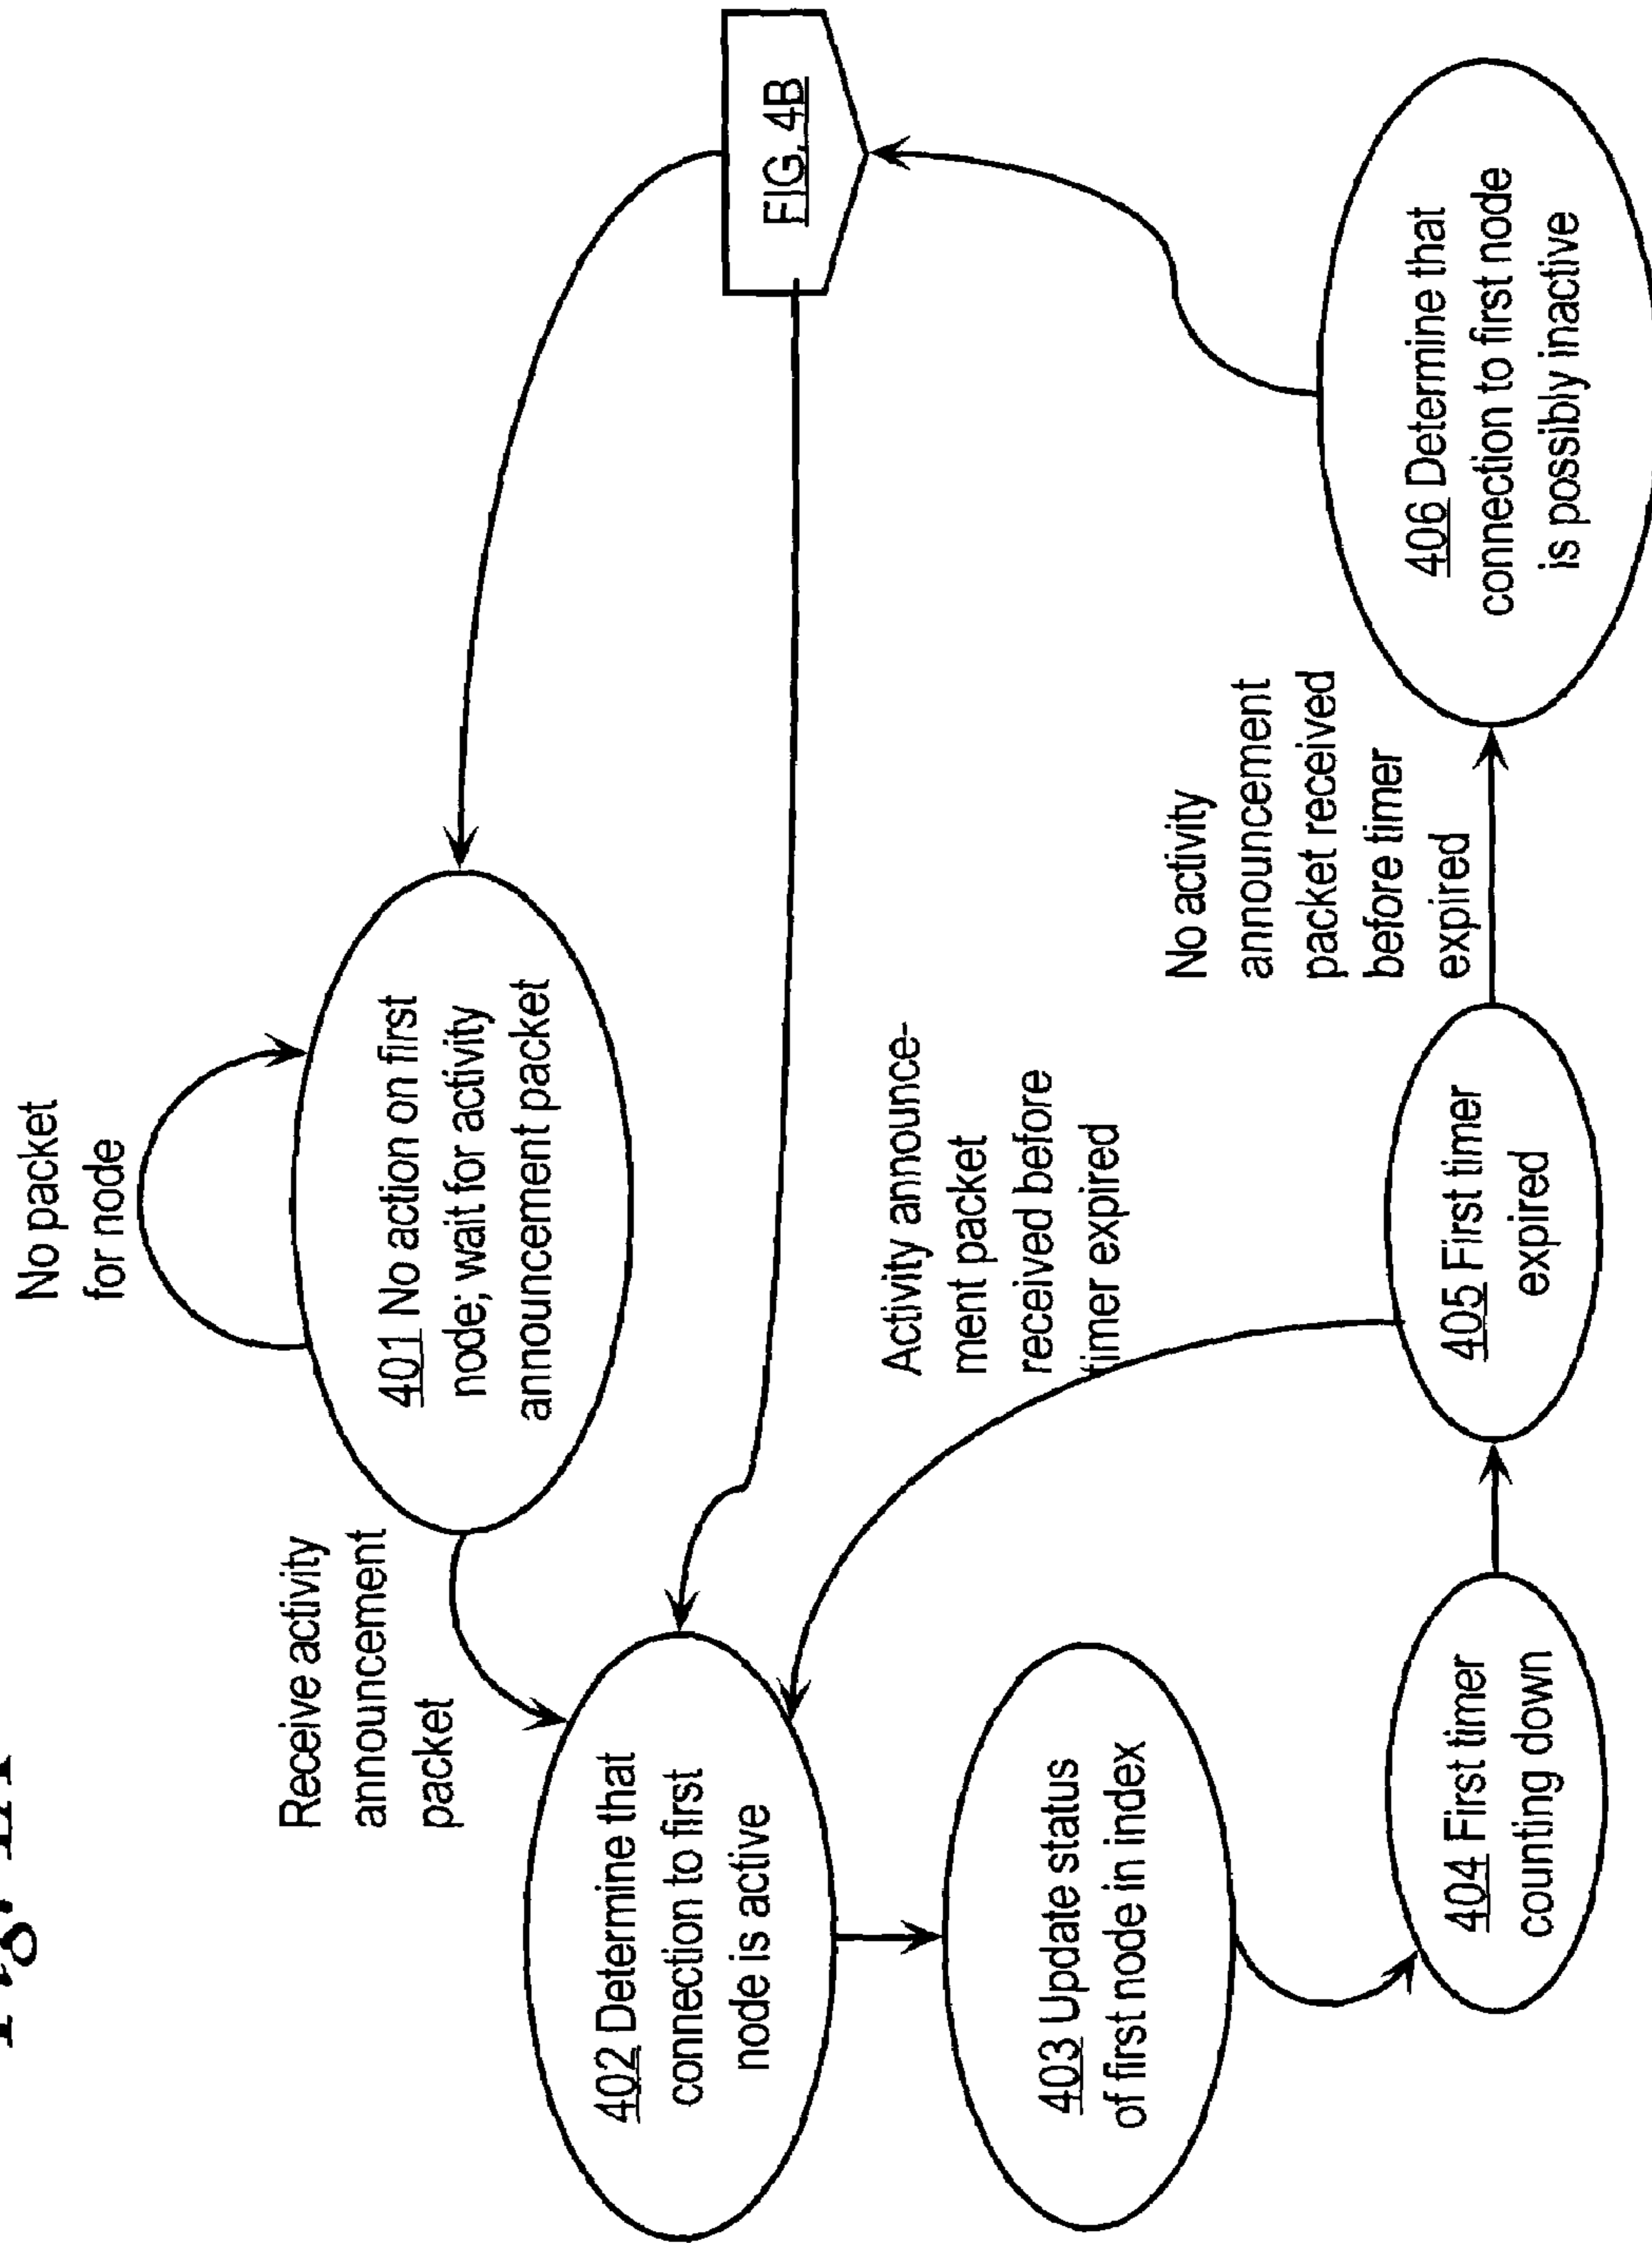 No packet
for node
401 No action on first
node; wait for activity
announcement packet
Receive activity
announcement
packet
FIG. 4B
402 Determine that
connection to first
node is active
Activity announce-
ment packet
received before
timer expired
403 Update status
of first node in index
No activity
announcement
packet received
before timer
expired
404 First timer
counting down
405 First timer
expired
406 Determine that
connection to first node
is possibly inactive